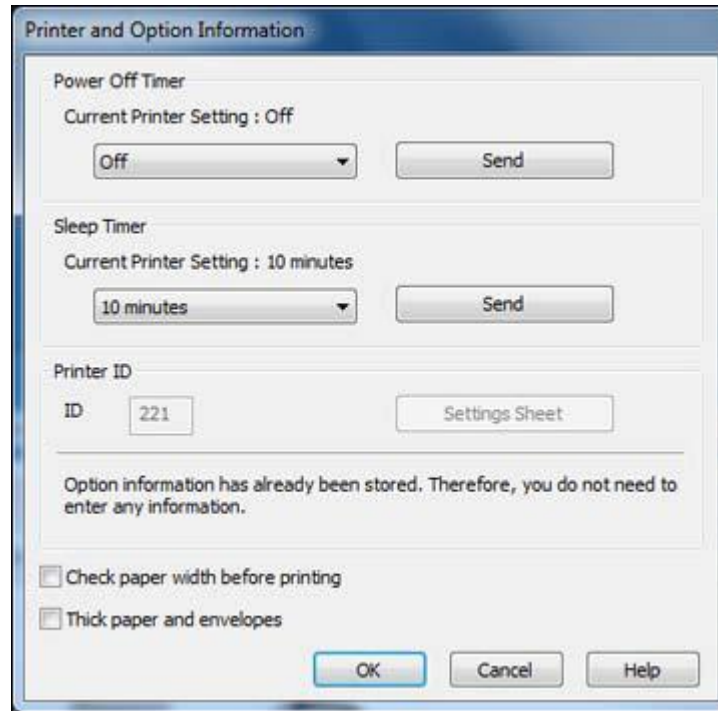 Printer and Option Information
Power Off Timer
Current Printer Setting : Off
Off
Send
Sleep Timer
Current Printer Setting : 10 minutes
10 minutes
Send
Printer ID
ID
221
Settings Sheet
Option information has already been stored. Therefore, you do not need to
enter any information.
Check paper width before printing
Thick paper and envelopes
OK
Cancel
Help